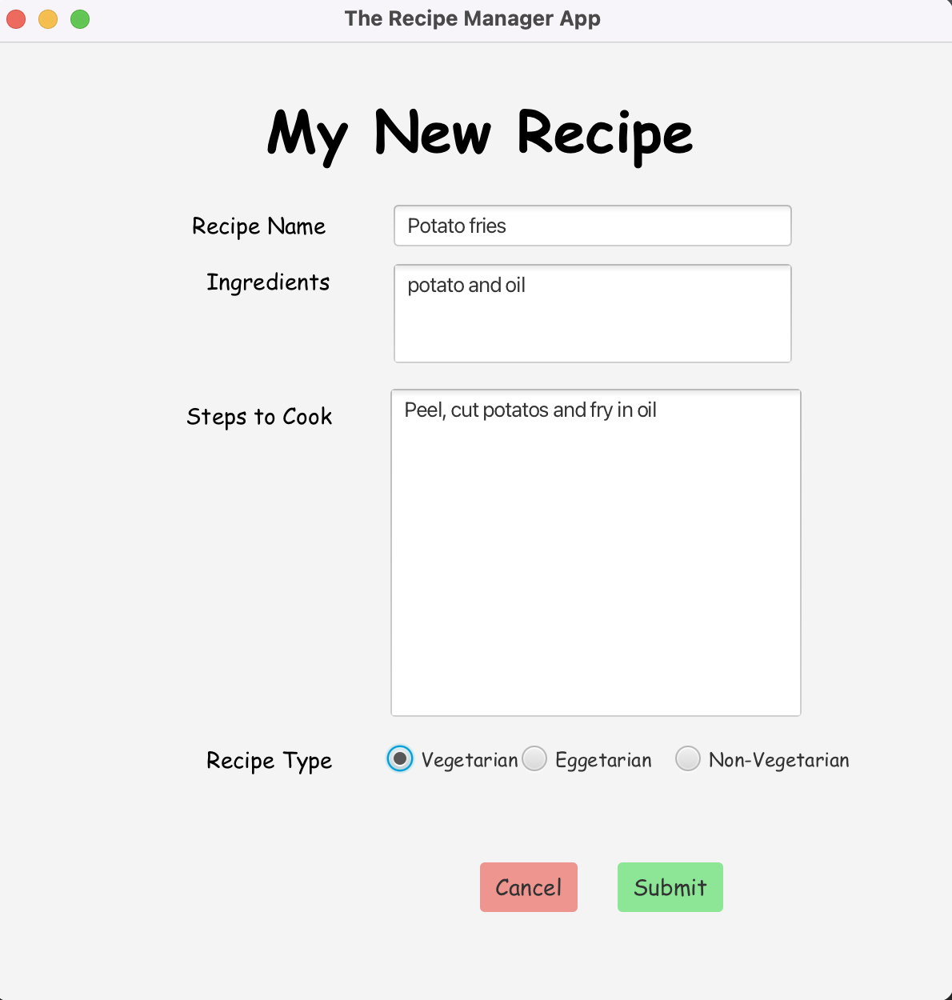 The Recipe Manager App
My New Recipe
Recipe Name
Potato fries
Ingredients
potato and oil
Steps to Cook
Peel, cut potatos and fry in oil
Recipe Type
Vegetarian
Eggetarian
Non-Vegetarian
Cancel
Submit